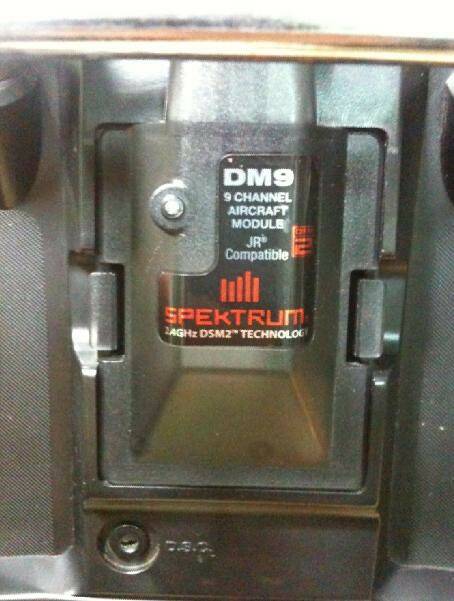 DM9
9 CHANNEL
AIRCRAFT
MODULE
JR®
Compatible
SPEKTRUM
2.4GHz DSM2™ TECHNOLOGY
D.S.C.